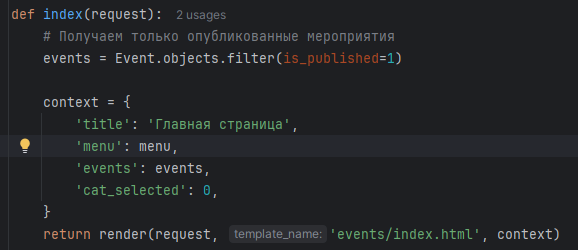 def index(request): 2 usages
# Получаем только опубликованные мероприятия
events = Event.objects.filter(is_published=1)
context = {
'title': 'Главная страница',
'menu': menu,
'events': events,
'cat_selected': 0,
}
return render(request, template_name: 'events/index.html', context)